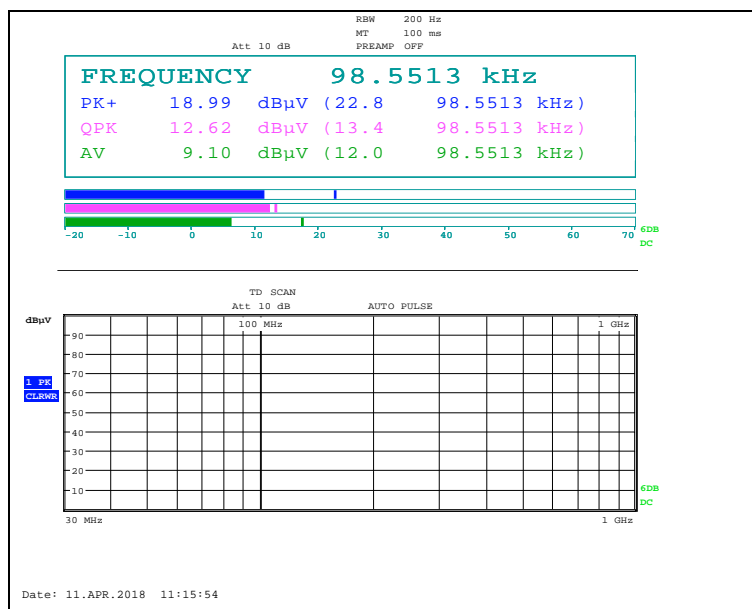 RBW 200 Hz
MT 100 ms
Att 10 dB PREAMP OFF
FREQUENCY 98.5513 kHz
PK+ 18.99 dBµV (22.8 98.5513 kHz)
QPK 12.62 dBµV (13.4 98.5513 kHz)
AV 9.10 dBµV (12.0 98.5513 kHz)
-20 -10 0 10 20 30 40 50 60 70
6DB
DC
TD SCAN
Att 10 dB AUTO PULSE
dBµV
100 MHz 1 GHz
90
80
70
1 PK
60
CLRWR
50
40
30
20
10
6DB
DC
30 MHz 1 GHz
Date: 11.APR.2018 11:15:54